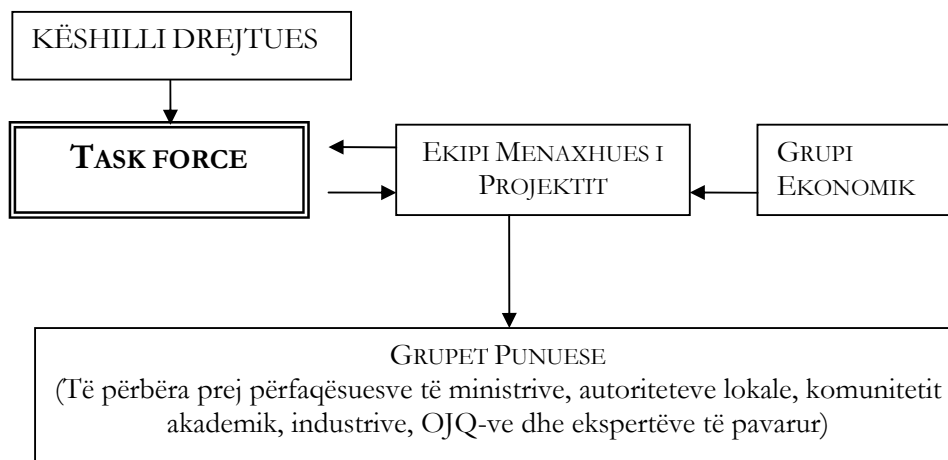 KËSHILLI DREJTUES
TASK FORCE
EKIPI MENAXHUES I
PROJEKTIT
GRUPI
EKONOMIK
GRUPET PUNUESE
(Të përbëra prej përfaqësuesve të ministrive, autoriteteve lokale, komunitetit
akademik, industrive, OJQ-ve dhe ekspertëve të pavarur)